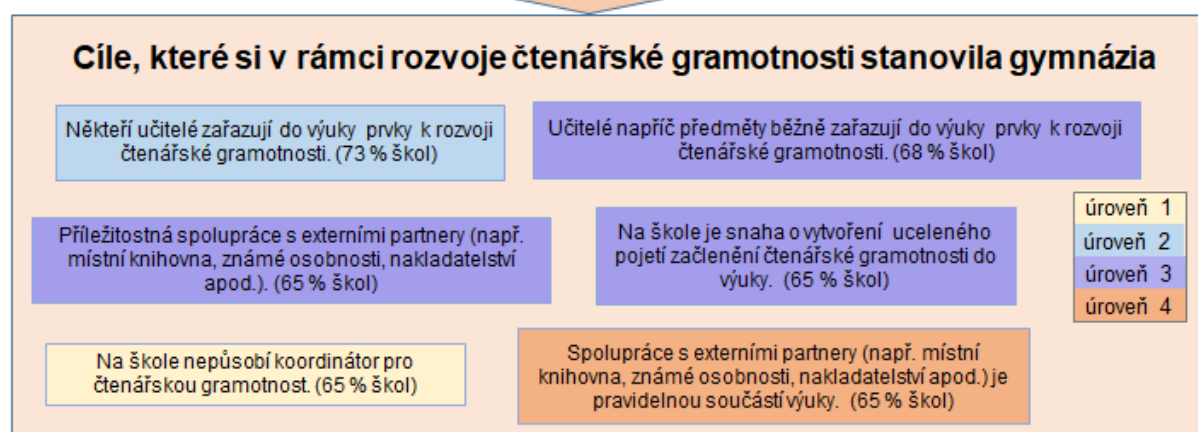 Cíle, které si v rámci rozvoje čtenářské gramotnosti stanovila gymnázia
Někteří učitelé zařazují do výuky prvky k rozvoji
čtenářské gramotnosti. (73 % škol)
Učitelé napříč předměty běžně zařazují do výuky prvky k rozvoji
čtenářské gramotnosti. (68 % škol)
Příležitostná spolupráce s externími partnery (např.
místní knihovna, známé osobnosti, nakladatelství
apod.). (65 % škol)
Na škole je snaha o vytvoření uceleného
pojetí začlenění čtenářské gramotnosti do
výuky. (65 % škol)
úroveň 1
úroveň 2
úroveň 3
úroveň 4
Na škole nepůsobí koordinátor pro
čtenářskou gramotnost. (65 % škol)
Spolupráce s externími partnery (např. místní
knihovna, známé osobnosti, nakladatelství apod.) je
pravidelnou součástí výuky. (65 % škol)